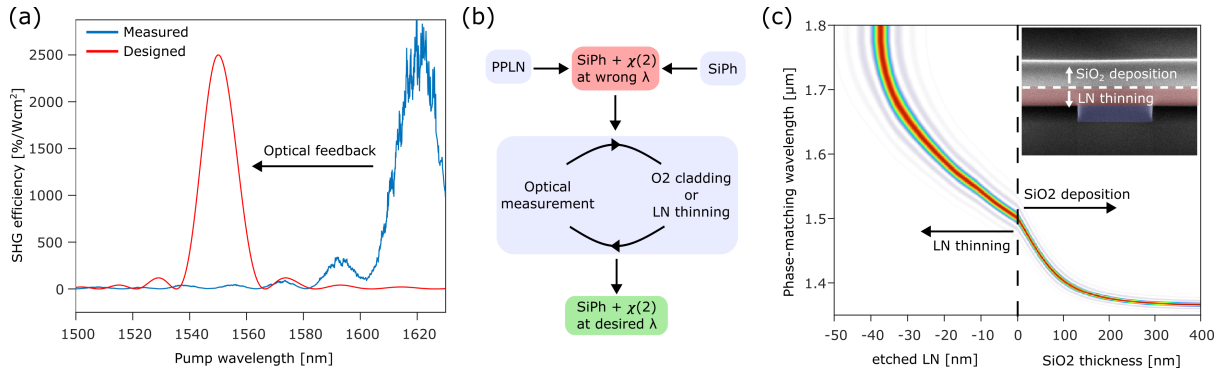 (a)
Measured
Designed
SHG efficiency [%/Wcm²]
2500
2000
1500
1000
500
0
Optical feedback
1500
1520
1540
1560
1580
1600
1620
Pump wavelength [nm]
(b)
PPLN
SiPh + χ(2)
at wrong λ
SiPh
Optical
measurement
O2 cladding
or
LN thinning
SiPh + χ(2)
at desired λ
(c)
Phase-matching wavelength [µm]
1.8
1.7
1.6
1.5
1.4
SiO₂ deposition
LN thinning
SiO2 deposition
LN thinning
-50
-40
-30
-20
-10
0
100
200
300
400
etched LN [nm]
SiO2 thickness [nm]